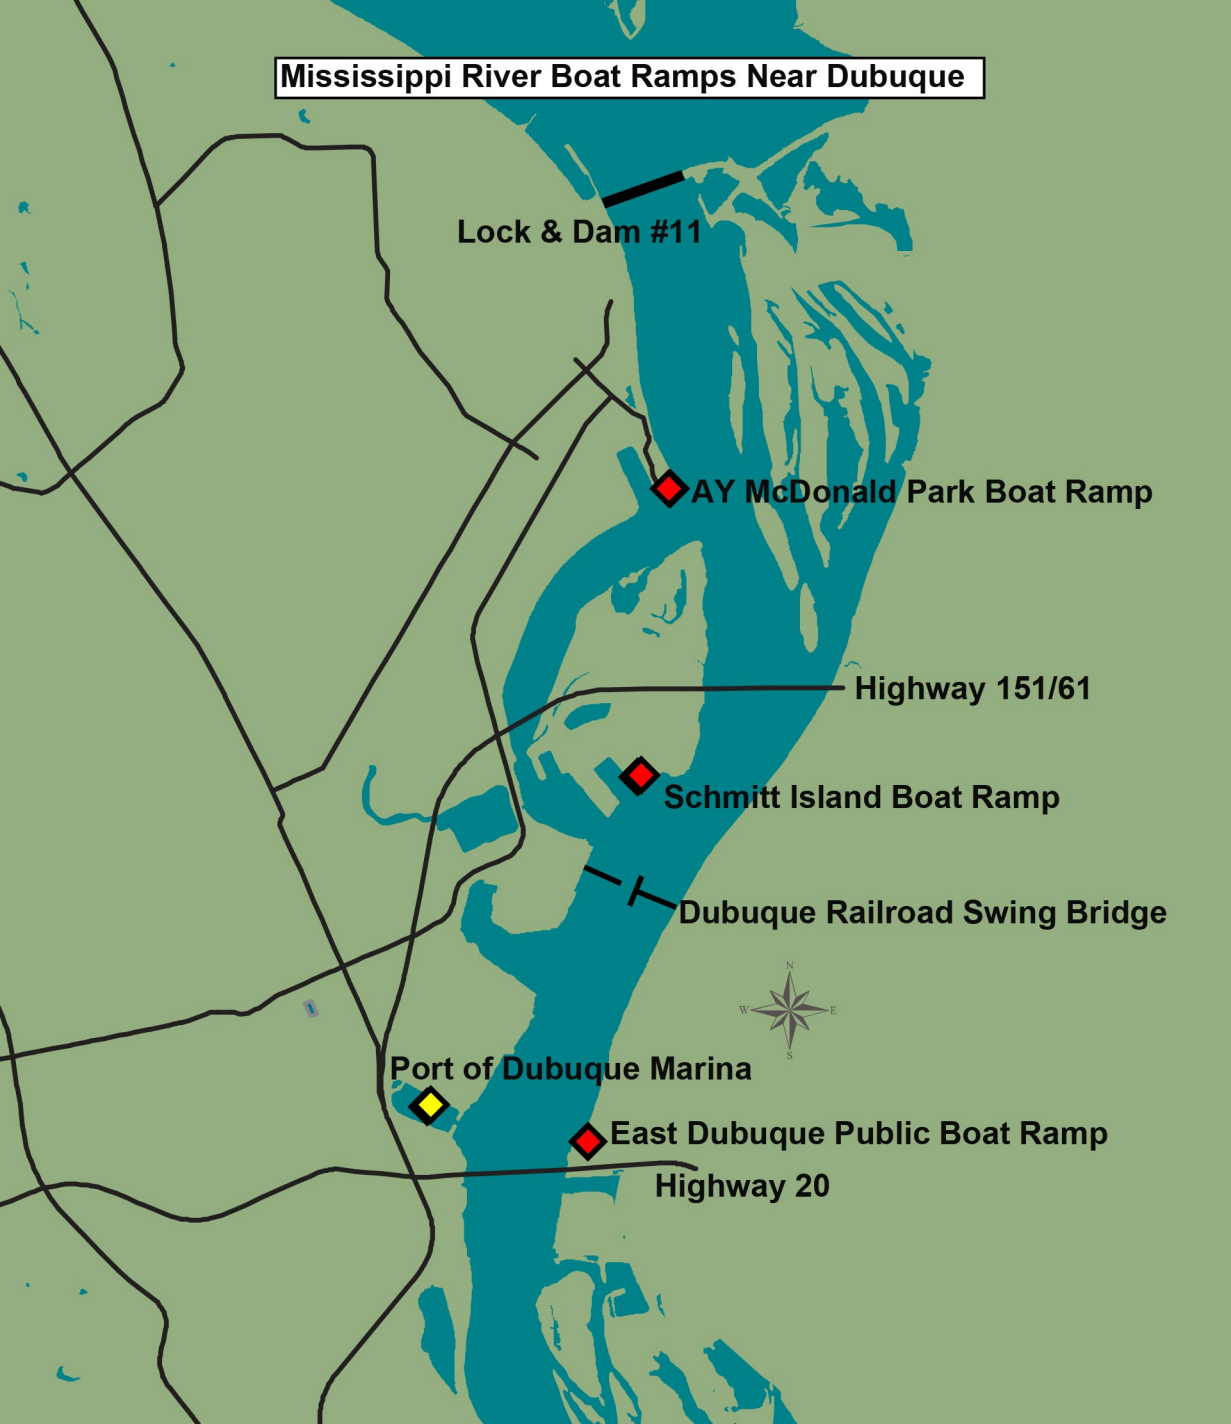 Mississippi River Boat Ramps Near Dubuque
Lock & Dam #11
AY McDonald Park Boat Ramp
Highway 151/61
Schmitt Island Boat Ramp
Dubuque Railroad Swing Bridge
N
W E
S
Port of Dubuque Marina
East Dubuque Public Boat Ramp
Highway 20